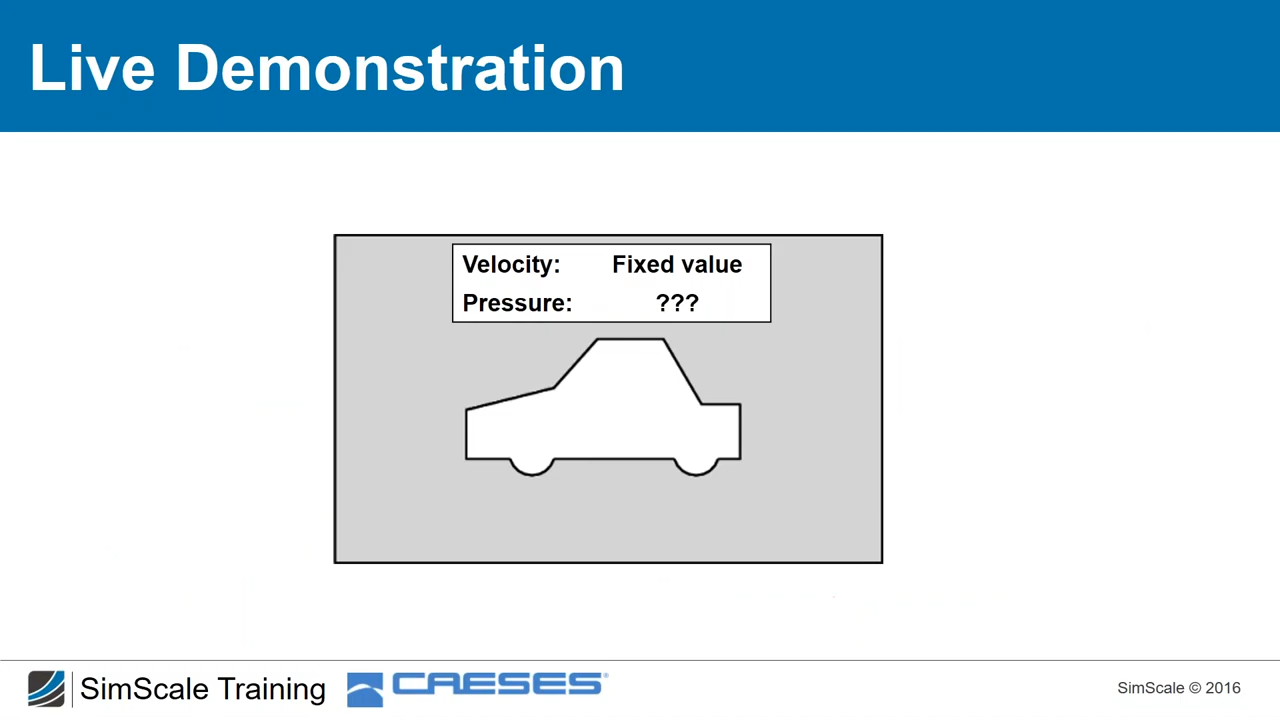 Live Demonstration
Velocity: Fixed value
Pressure: ???
SimScale Training
CAESES®
SimScale © 2016